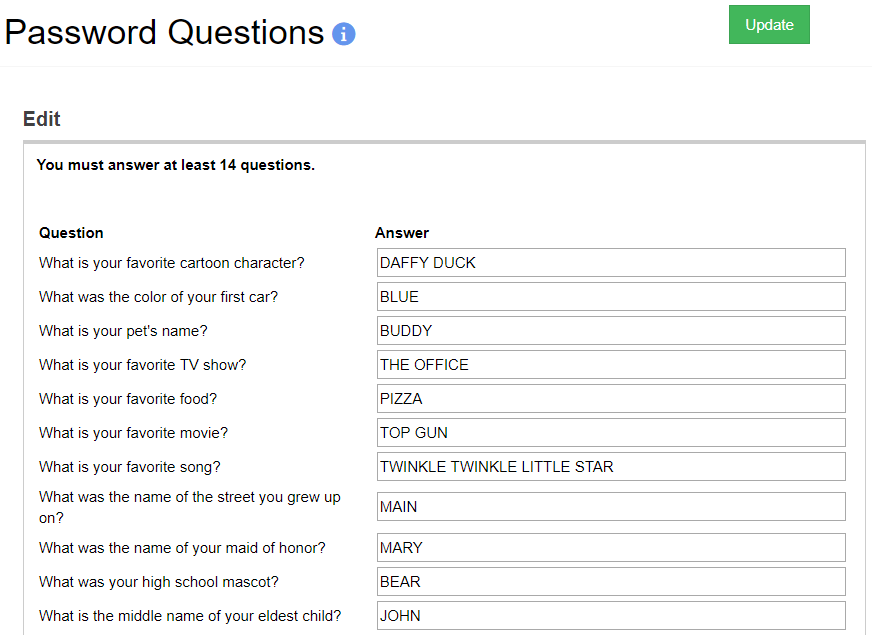 Password Questions i
Update
Edit
You must answer at least 14 questions.
Question Answer
What is your favorite cartoon character? DAFFY DUCK
What was the color of your first car? BLUE
What is your pet's name? BUDDY
What is your favorite TV show? THE OFFICE
What is your favorite food? PIZZA
What is your favorite movie? TOP GUN
What is your favorite song? TWINKLE TWINKLE LITTLE STAR
What was the name of the street you grew up
on?
MAIN
What was the name of your maid of honor? MARY
What was your high school mascot? BEAR
What is the middle name of your eldest child? JOHN